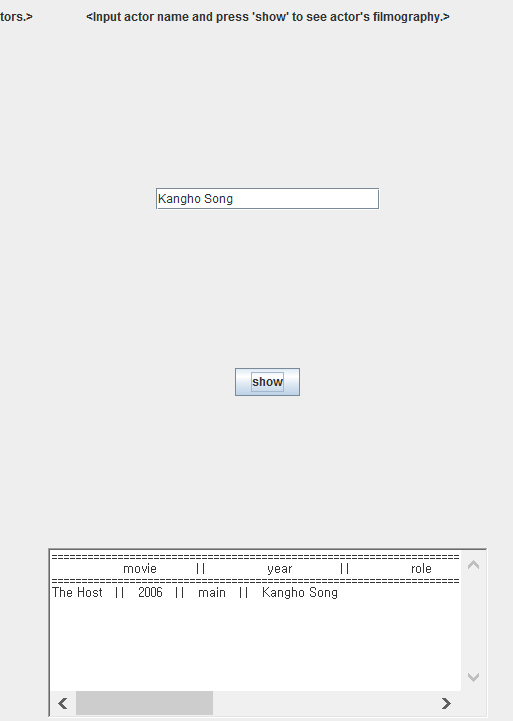 tors.> <Input actor name and press 'show' to see actor's filmography.>
Kangho Song
show
==========================================================
movie || year || role
==========================================================
The Host || 2006 || main || Kangho Song